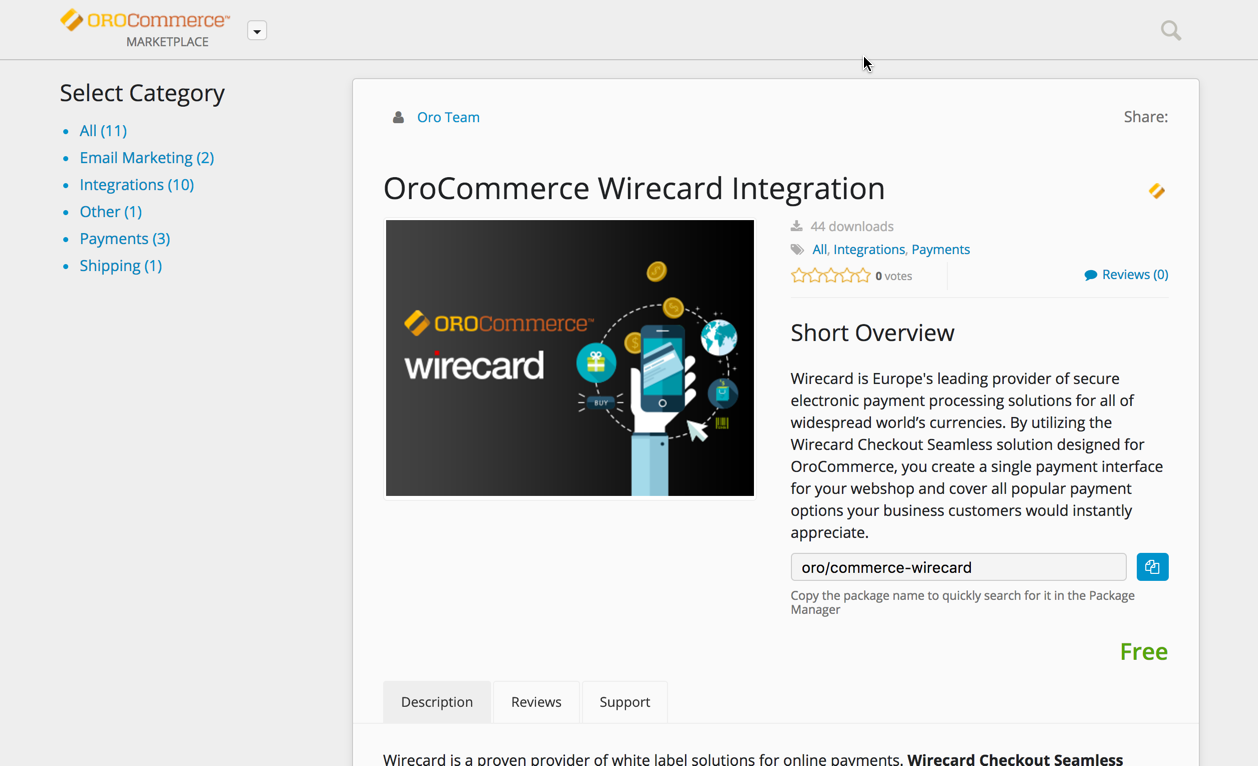 OROCommerce™
MARKETPLACE
Select Category
All (11)
Email Marketing (2)
Integrations (10)
Other (1)
Payments (3)
Shipping (1)
Oro Team
Share:
OroCommerce Wirecard Integration
OROCommerce™
wirecard
BUY
44 downloads
All, Integrations, Payments
0 votes
Reviews (0)
Short Overview
Wirecard is Europe's leading provider of secure
electronic payment processing solutions for all of
widespread world’s currencies. By utilizing the
Wirecard Checkout Seamless solution designed for
OroCommerce, you create a single payment interface
for your webshop and cover all popular payment
options your business customers would instantly
appreciate.
oro/commerce-wirecard
Copy the package name to quickly search for it in the Package
Manager
Free
Description
Reviews
Support
Wirecard is a proven provider of white label solutions for online payments. Wirecard Checkout Seamless